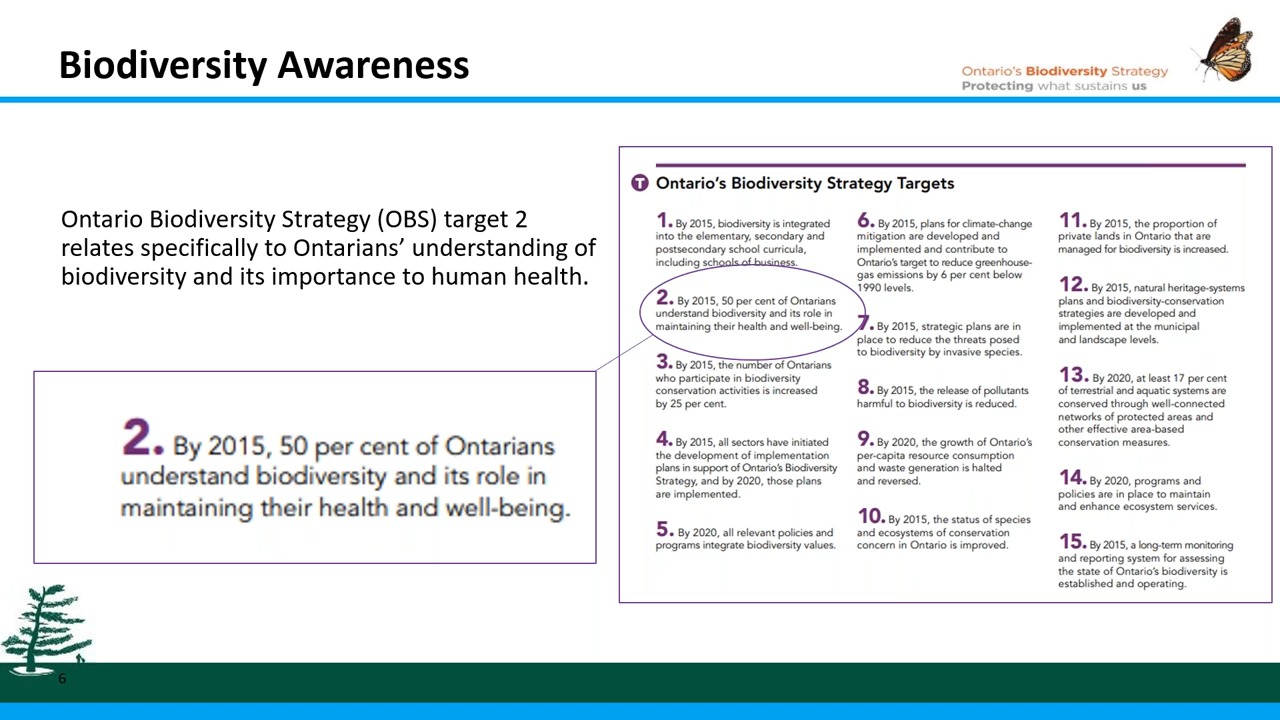 Biodiversity Awareness
Ontario's Biodiversity Strategy
Protecting what sustains us
Ontario Biodiversity Strategy (OBS) target 2
relates specifically to Ontarians’ understanding of
biodiversity and its importance to human health.
2. By 2015, 50 per cent of Ontarians
understand biodiversity and its role in
maintaining their health and well-being.
T Ontario's Biodiversity Strategy Targets
1. By 2015, biodiversity is integrated
into the elementary, secondary and
postsecondary school curricula,
including schools of business.
2. By 2015, 50 per cent of Ontarians
understand biodiversity and its role in
maintaining their health and well-being.
3. By 2015, the number of Ontarians
who participate in biodiversity
conservation activities is increased
by 25 per cent.
4. By 2015, all sectors have initiated
the development of implementation
plans in support of Ontario's Biodiversity
Strategy, and by 2020, those plans
are implemented.
5. By 2020, all relevant policies and
programs integrate biodiversity values.
6. By 2015, plans for climate-change
mitigation are developed and
implemented and contribute to
Ontario's target to reduce greenhouse-
gas emissions by 6 per cent below
1990 levels.
7. By 2015, strategic plans are in
place to reduce the threats posed
to biodiversity by invasive species.
8. By 2015, the release of pollutants
harmful to biodiversity is reduced.
9. By 2020, the growth of Ontario's
per-capita resource consumption
and waste generation is halted
and reversed.
10. By 2015, the status of species
and ecosystems of conservation
concern in Ontario is improved.
11. By 2015, the proportion of
private lands in Ontario that are
managed for biodiversity is increased.
12. By 2015, natural heritage-systems
plans and biodiversity-conservation
strategies are developed and
implemented at the municipal
and landscape levels.
13. By 2020, at least 17 per cent
of terrestrial and aquatic systems are
conserved through well-connected
networks of protected areas and
other effective area-based
conservation measures.
14. By 2020, programs and
policies are in place to maintain
and enhance ecosystem services.
15. By 2015, a long-term monitoring
and reporting system for assessing
the state of Ontario's biodiversity is
established and operating.
6